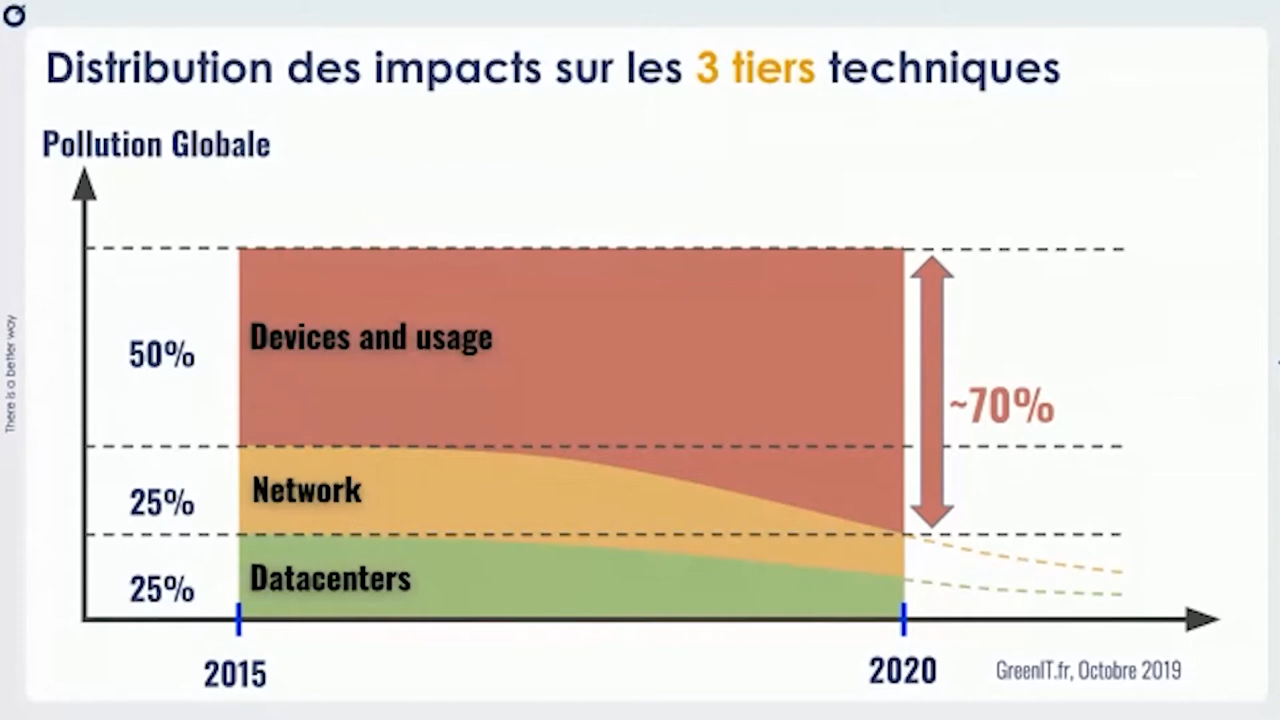 Distribution des impacts sur les 3 tiers techniques
Pollution Globale
There is a better way
50%
Devices and usage
~70%
25%
Network
25%
Datacenters
2015
2020
GreenIT.fr, Octobre 2019